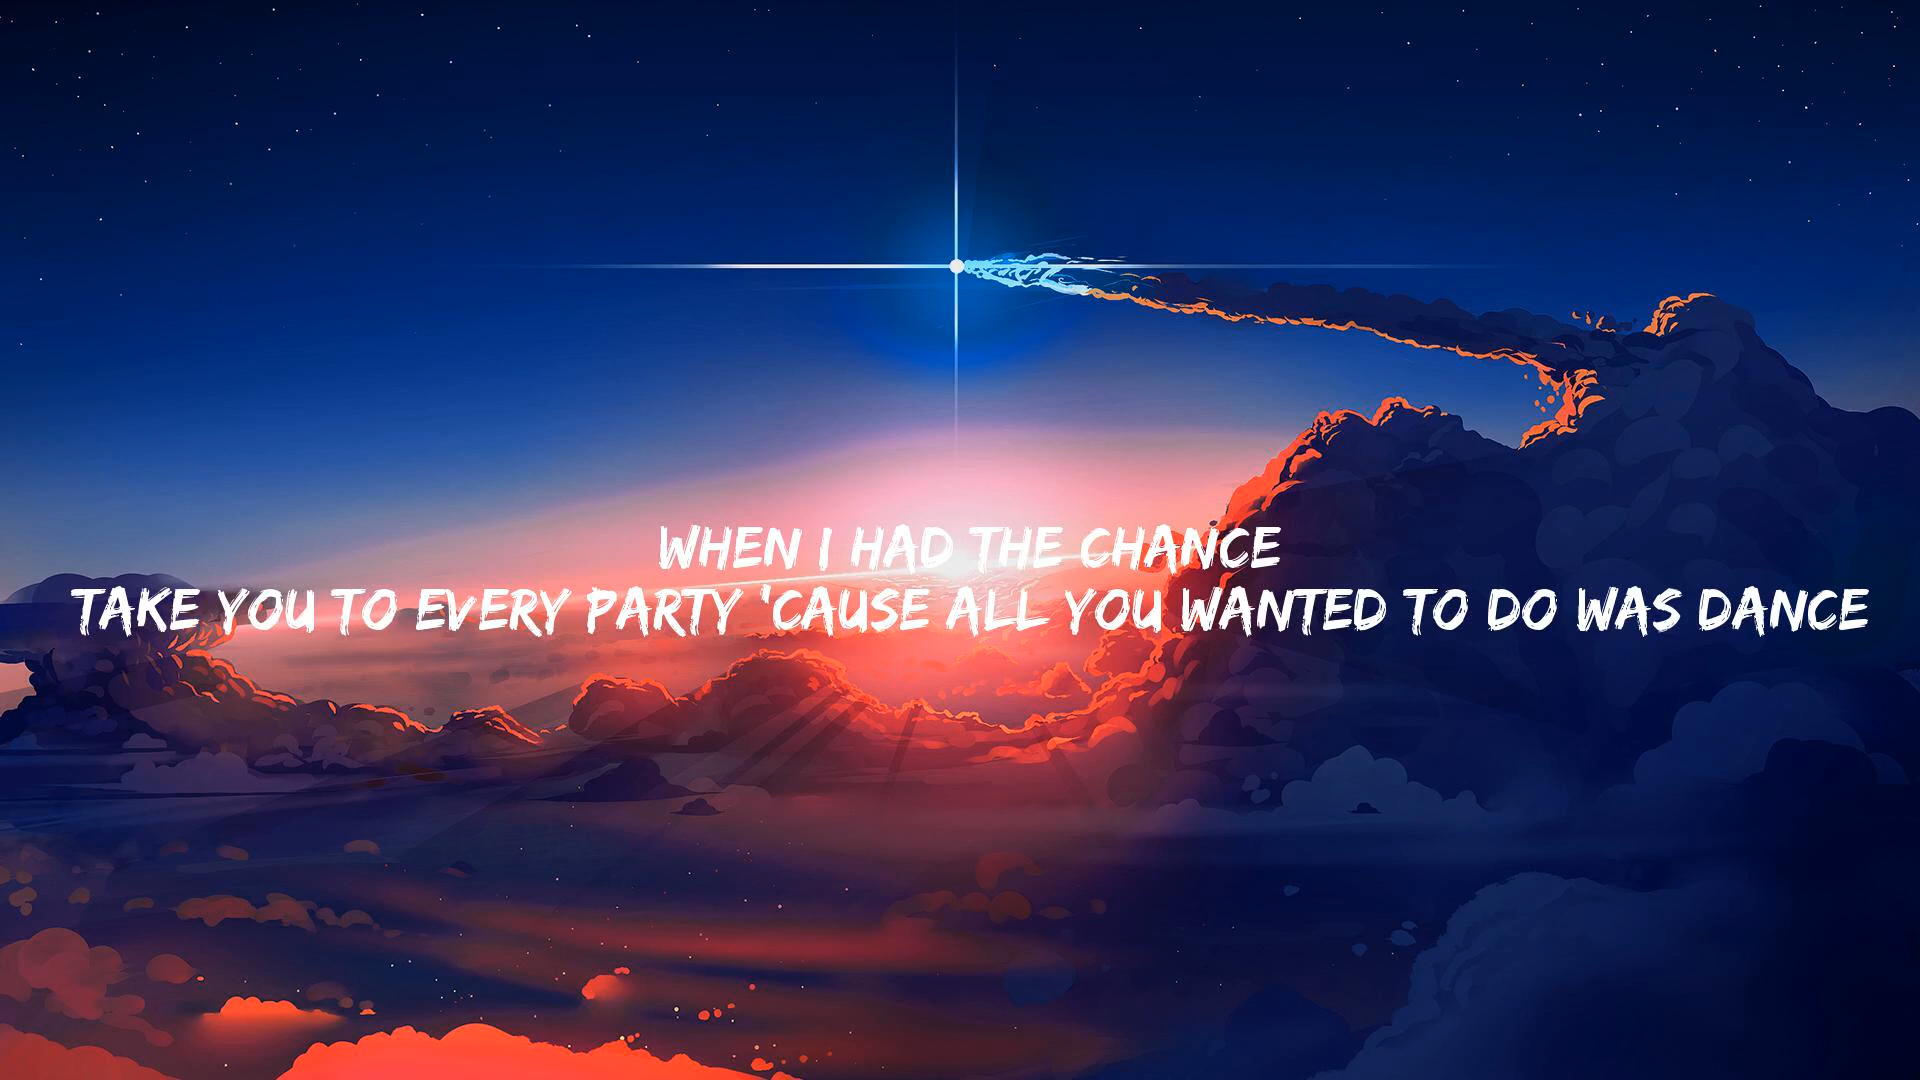 WHEN I HAD THE CHANCE
TAKE YOU TO EVERY PARTY 'CAUSE ALL YOU WANTED TO DO WAS DANCE